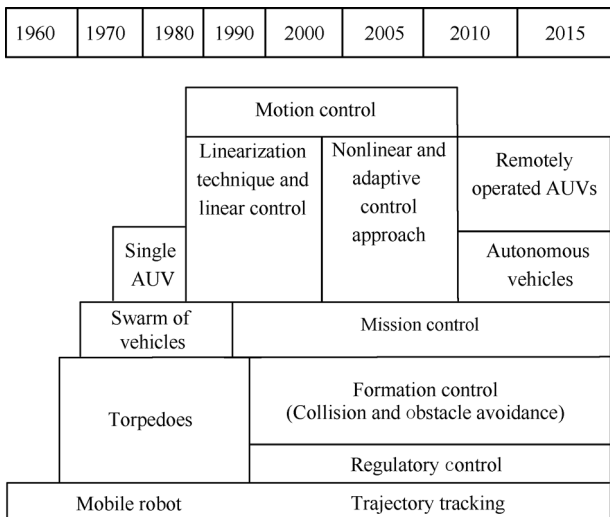 1960 1970 1980 1990 2000 2005 2010 2015
Motion control
Linearization
technique and
linear control
Nonlinear and
adaptive
control
approach
Remotely
operated AUVs
Single
AUV
Autonomous
vehicles
Swarm of
vehicles
Mission control
Torpedoes
Formation control
(Collision and obstacle avoidance)
Regulatory control
Mobile robot
Trajectory tracking